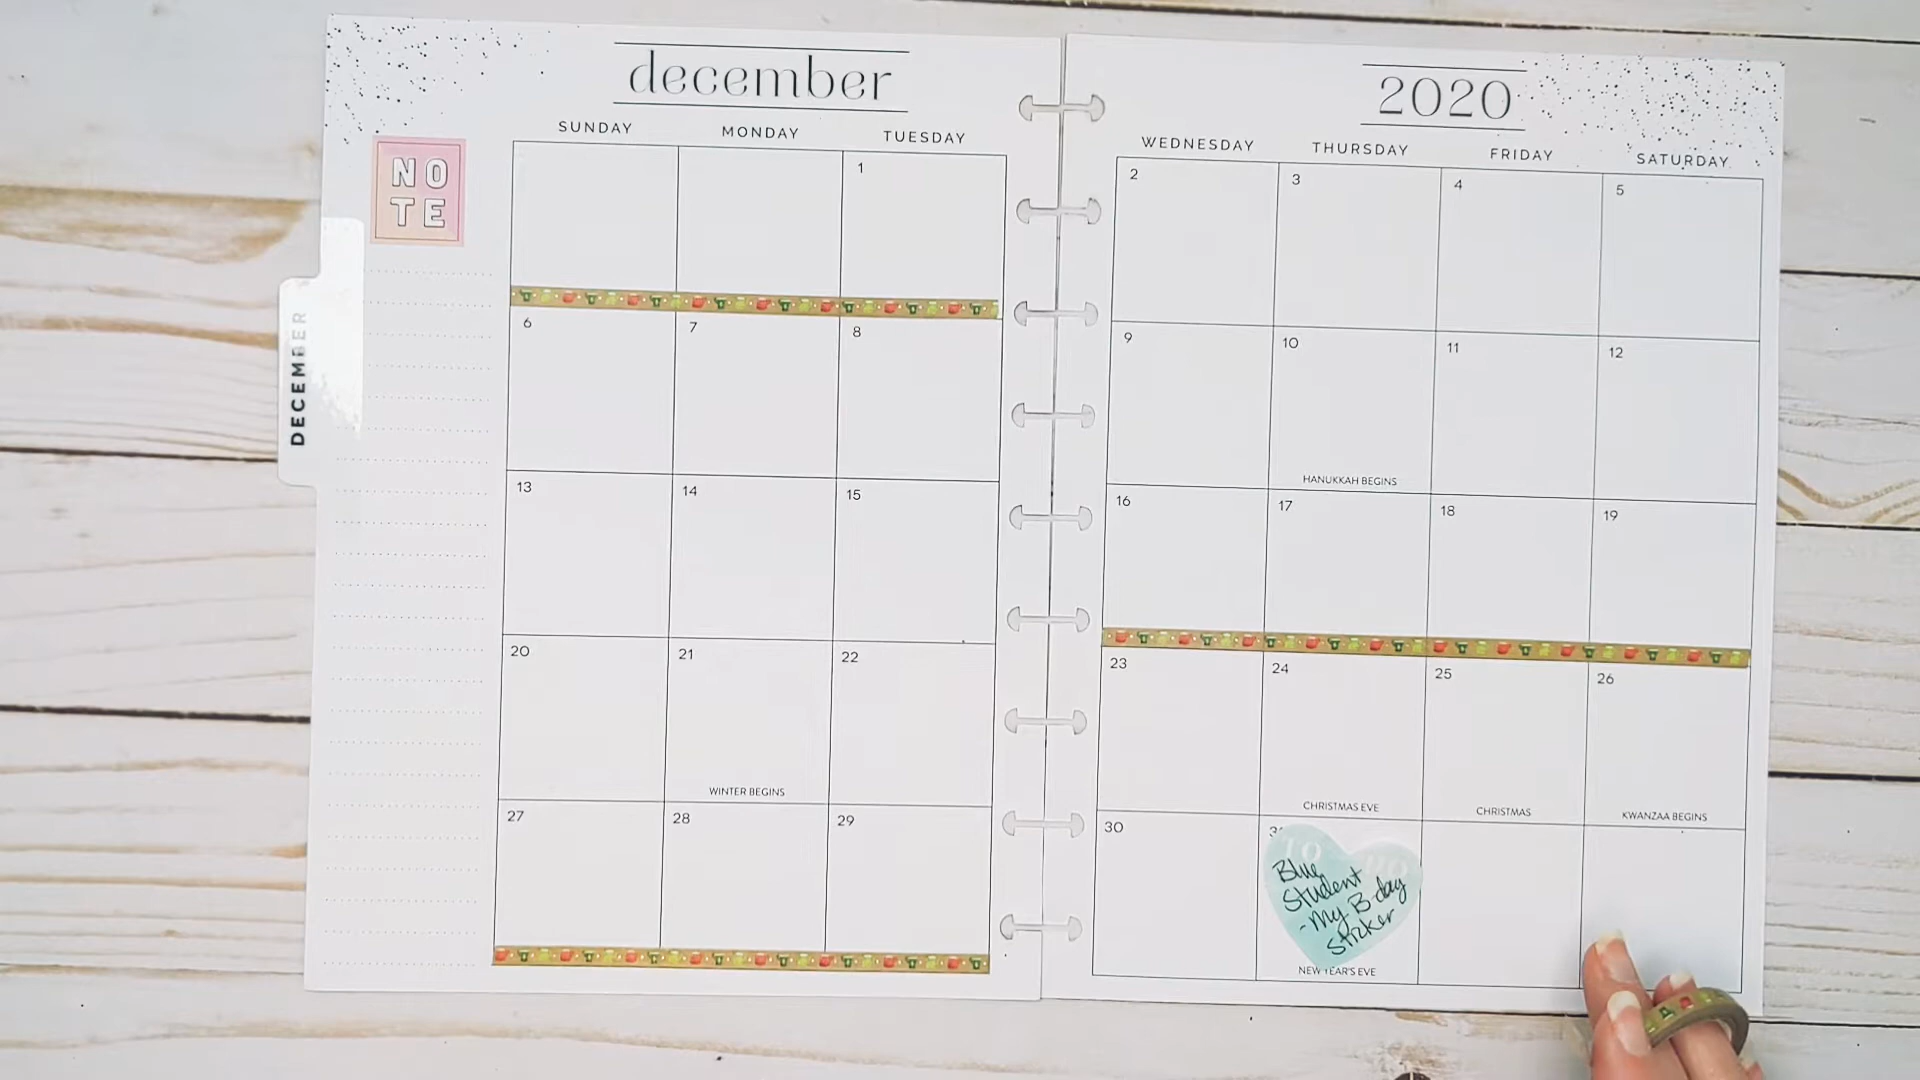 december
2020
SUNDAY MONDAY TUESDAY WEDNESDAY THURSDAY FRIDAY SATURDAY
NO
TE
DECEMBER
1 2 3 4 5
6 7 8 9 10 11 12
HANUKKAH BEGINS
13 14 15 16 17 18 19
20 21 22 23 24 25 26
WINTER BEGINS
CHRISTMAS EVE
CHRISTMAS
KWANZAA BEGINS
27 28 29 30
Blue
Student
- My B-day
sticker
NEW YEAR'S EVE